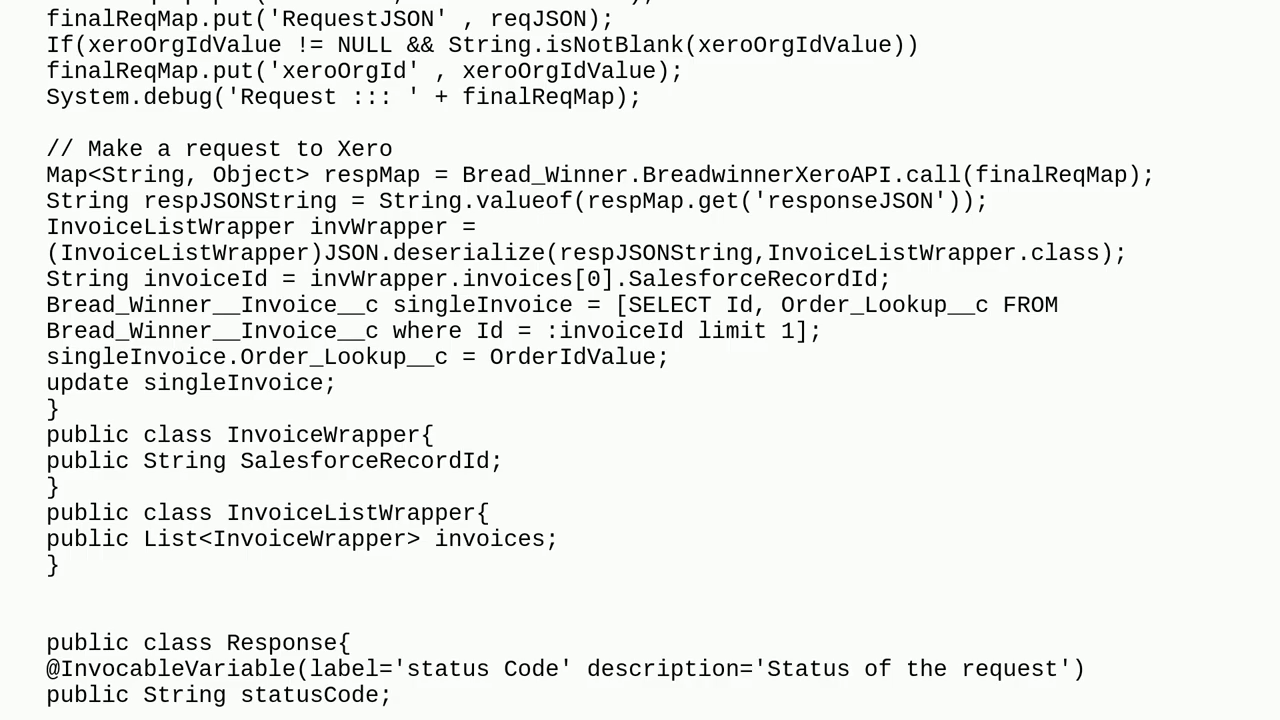 finalReqMap.put('RequestJSON' , reqJSON);
If(xeroOrgIdValue != NULL && String.isNotBlank(xeroOrgIdValue))
finalReqMap.put('xeroOrgId' , xeroOrgIdValue);
System.debug('Request ::: ' + finalReqMap);
// Make a request to Xero
Map<String, Object> respMap = Bread_Winner.BreadwinnerXeroAPI.call(finalReqMap);
String respJSONString = String.valueof(respMap.get('responseJSON'));
InvoiceListWrapper invWrapper =
(InvoiceListWrapper)JSON.deserialize(respJSONString,InvoiceListWrapper.class);
String invoiceId = invWrapper.invoices[0].SalesforceRecordId;
Bread_Winner__Invoice__c singleInvoice = [SELECT Id, Order_Lookup__c FROM
Bread_Winner__Invoice__c where Id = :invoiceId limit 1];
singleInvoice.Order_Lookup__c = OrderIdValue;
update singleInvoice;
}
public class InvoiceWrapper{
public String SalesforceRecordId;
}
public class InvoiceListWrapper{
public List<InvoiceWrapper> invoices;
}
public class Response{
@InvocableVariable(label='status Code' description='Status of the request')
public String statusCode;